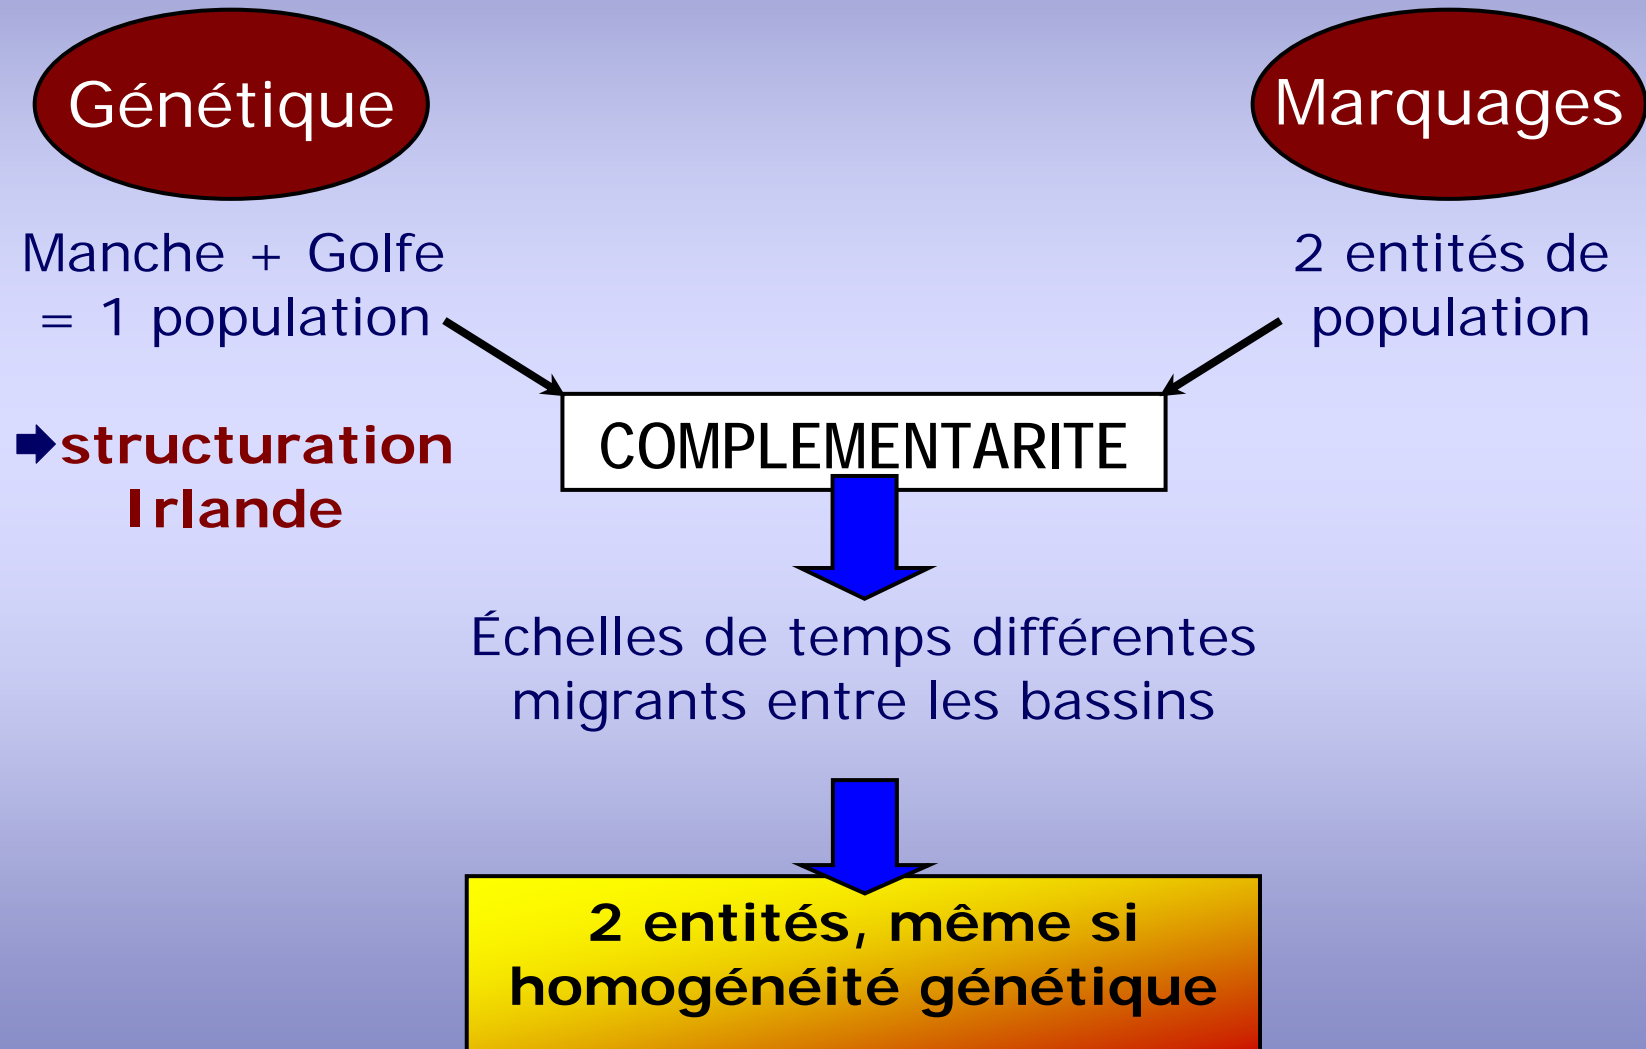 Génétique
Marquages
Manche + Golfe
= 1 population
2 entités de
population
structuration
Irlande
COMPLEMENTARITE
Échelles de temps différentes
migrants entre les bassins
2 entités, même si
homogénéité génétique